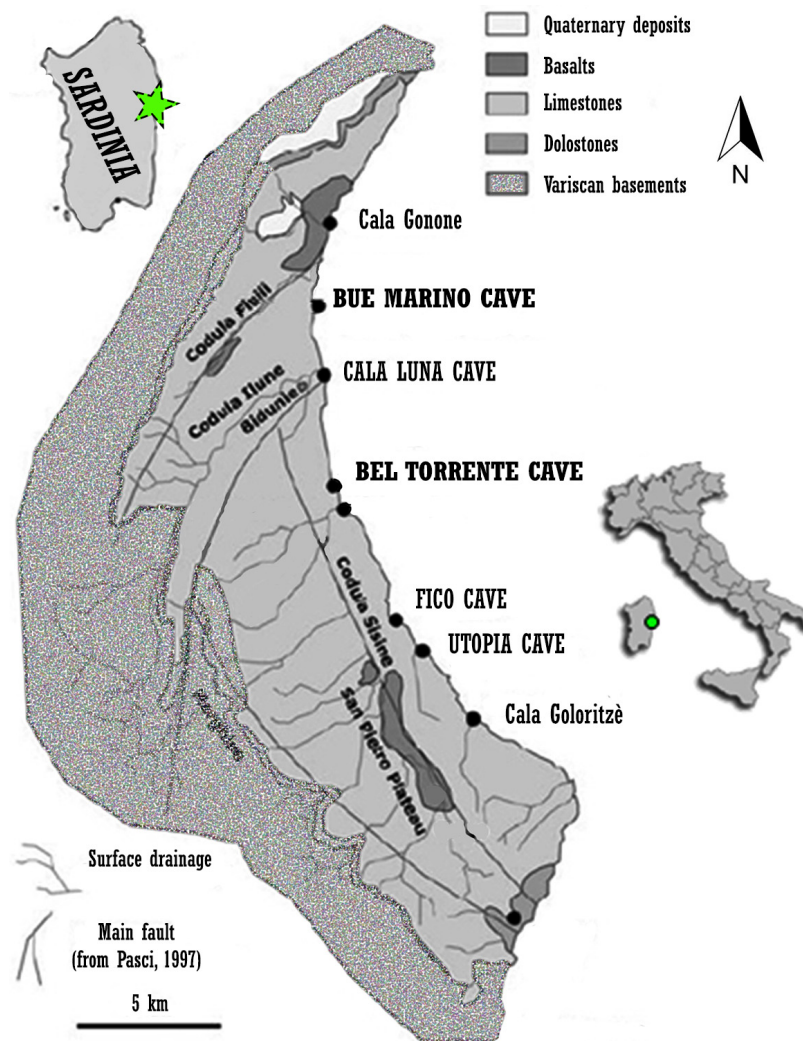 SARDINIA
Quaternary deposits
Basalts
Limestones
Dolostones
Variscan basements
N
Cala Gonone
BUE MARINO CAVE
Codula Fluili
CALA LUNA CAVE
Codula Ilune
BEL TORRENTE CAVE
Codula Sisine
FICO CAVE
UTOPIA CAVE
San Pietro Plateau
Cala Goloritzè
Surface drainage
Main fault
(from Pasci, 1997)
5 km